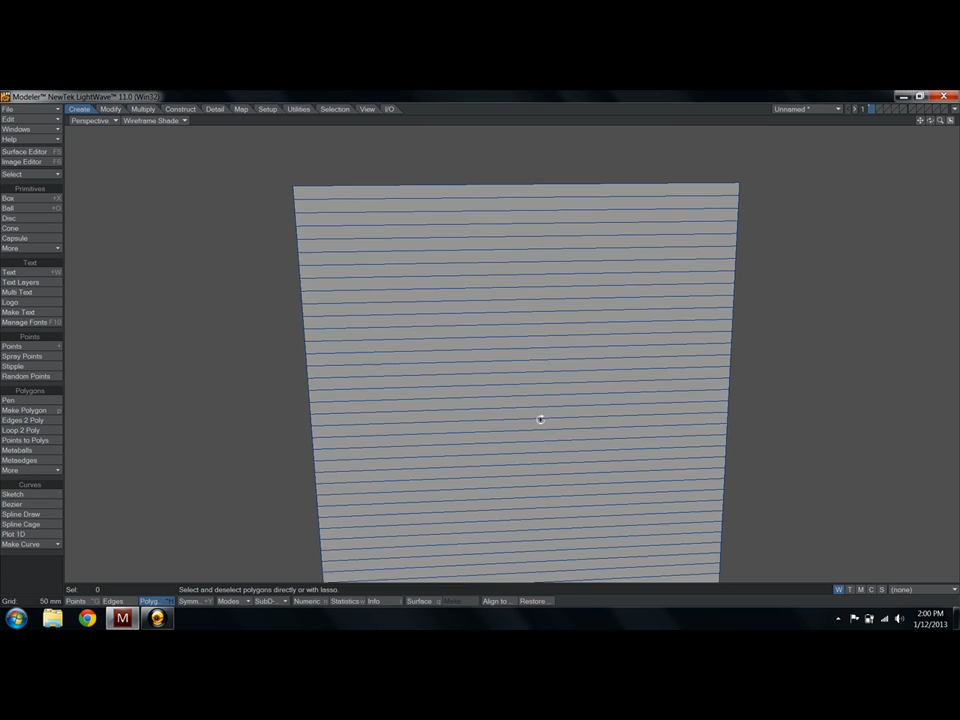 Modeler™ NewTek LightWave™ 11.0 (Win32)
File Create Modify Multiply Construct Detail Map Setup Utilities Selection View I/O Unnamed * 1
Edit Perspective Wireframe Shade
Windows
Help
Surface Editor F5
Image Editor F6
Select
Primitives
Box +X
Ball +O
Disc
Cone
Capsule
More
Text
Text +W
Text Layers
Multi Text
Logo
Make Text
Manage Fonts F10
Points
Points +
Spray Points
Stipple
Random Points
Polygons
Pen
Make Polygon p
Edges 2 Poly
Loop 2 Poly
Points to Polys
Metaballs
Metaedges
More
Curves
Sketch
Bezier
Spline Draw
Spline Cage
Plot 1D
Make Curve
Sel: 0 Select and deselect polygons directly or with lasso. W T M C S (none)
Grid: 50 mm Points ^G Edges Polyg... ^H Symm... +Y Modes SubD-... Numeric n Statistics w Info i Surface q Make Align to ... Restore...
2:00 PM
1/12/2013